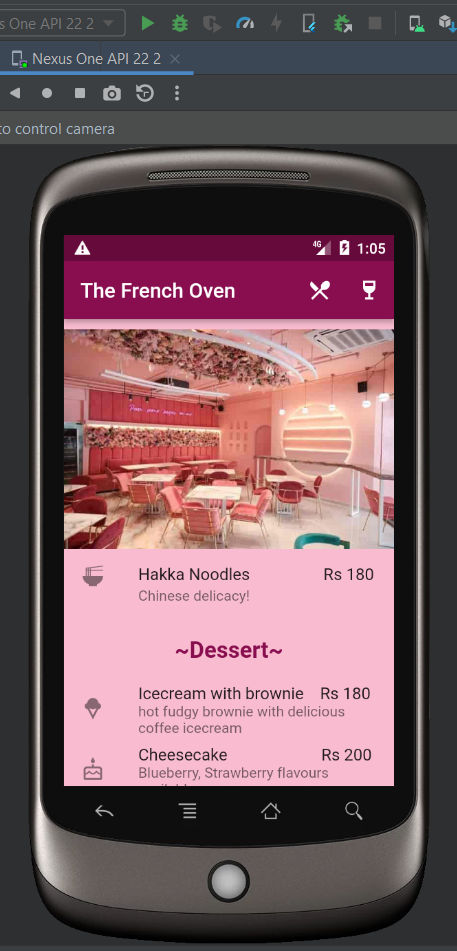 s One API 22 2
Nexus One API 22 2
to control camera
4G
1:05
The French Oven
Hakka Noodles Rs 180
Chinese delicacy!
~Dessert~
Icecream with brownie Rs 180
hot fudgy brownie with delicious
coffee icecream
Cheesecake Rs 200
Blueberry, Strawberry flavours